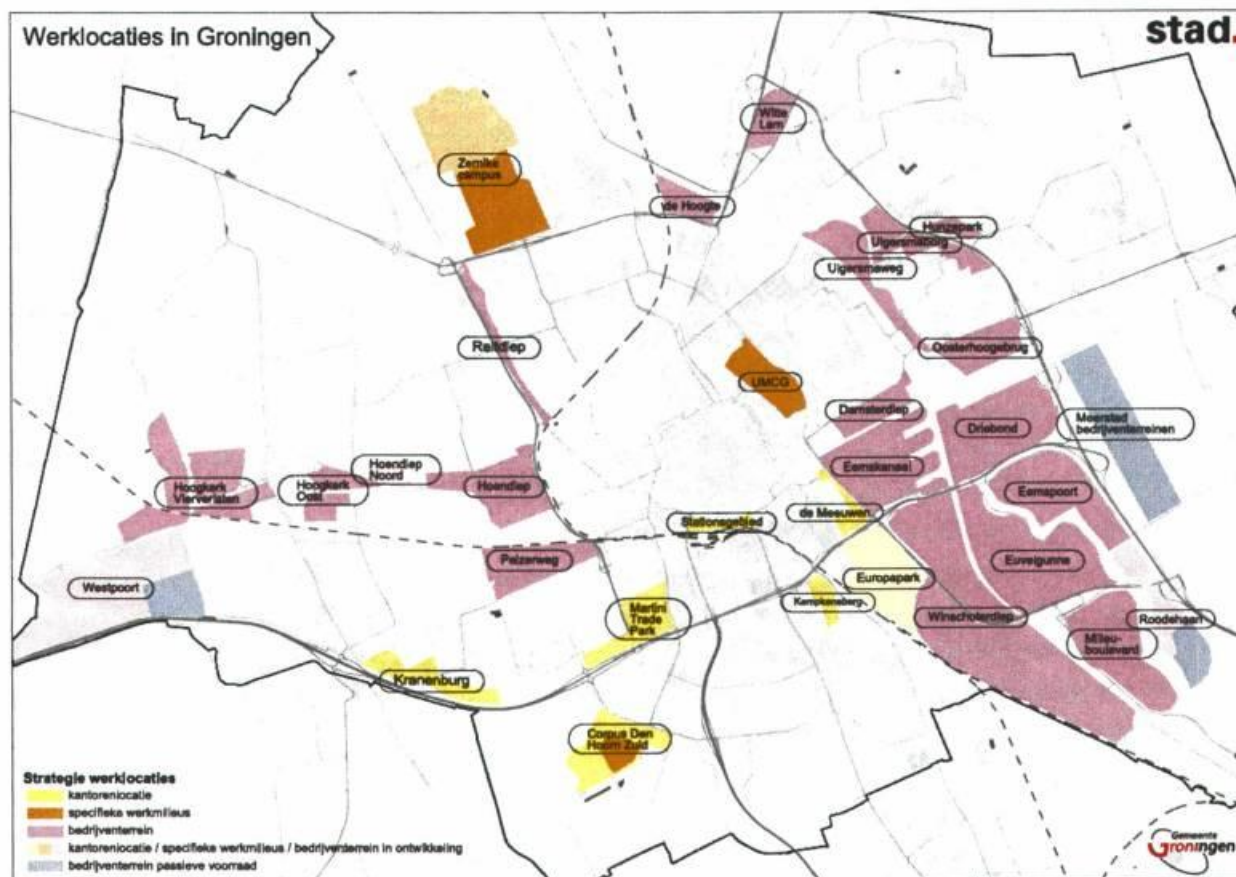 Werklocaties in Groningen
stad.
Witte
Lam
Zernike
campus
de Hoogte
Hunzepark
Ulgersmaborg
Ulgersmaweg
Reitdiep
Oosterhoogebrug
UMCG
Damsterdiep
Driebond
Meerstad
bedrijventerreinen
Hoogkerk
Vierverlaten
Hoogkerk
Oost
Hoendiep
Noord
Hoendiep
Eemskanaal
Eemspoort
Stationsgebied
de Meeuwen
Peizerweg
Euvelgunne
Westpoort
Europapark
Kempkensberg
Martini
Trade
Park
Winschoterdiep
Roodehaan
Milieu-
boulevard
Kranenburg
Corpus Den
Hoorn Zuid
Strategie werklocaties
kantorenlocatie
specifieke werkmilieus
bedrijventerrein
kantorenlocatie / specifieke werkmilieus / bedrijventerrein in ontwikkeling
bedrijventerrein passieve voorraad
Gemeente
Groningen